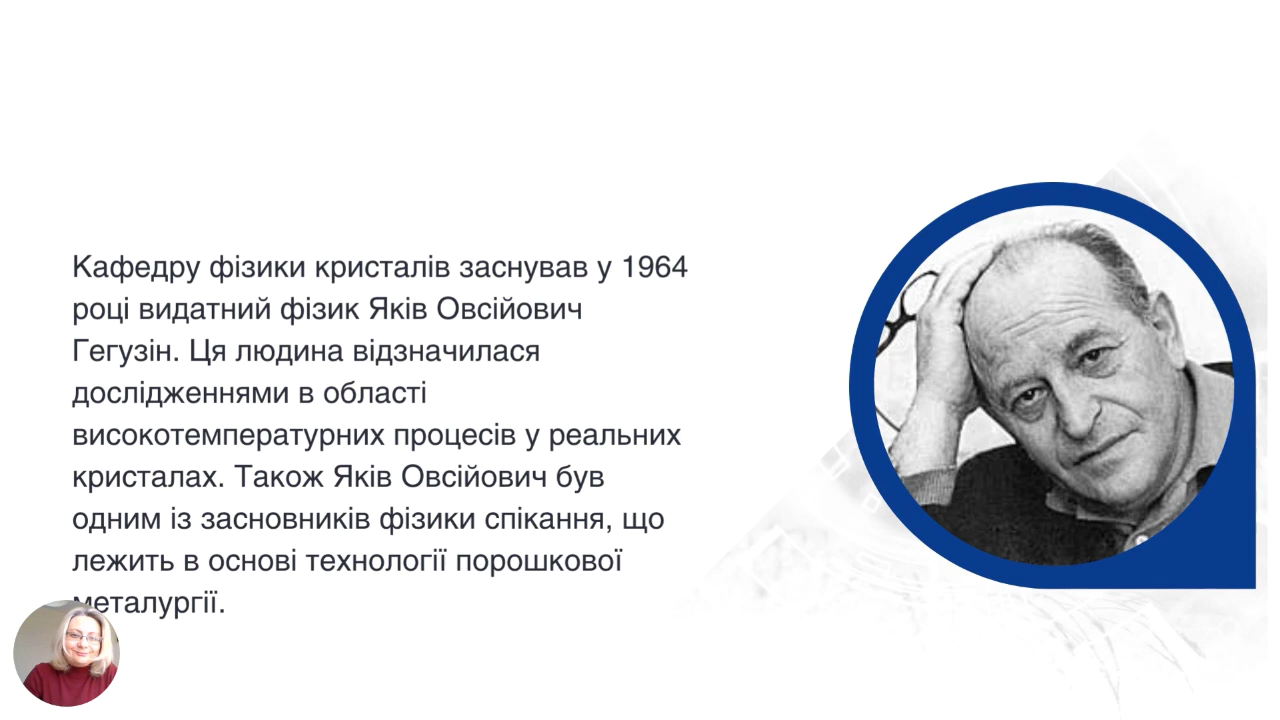 Кафедру фізики кристалів заснував у 1964
році видатний фізик Яків Овсійович
Гегузін. Ця людина відзначилася
дослідженнями в області
високотемпературних процесів у реальних
кристалах. Також Яків Овсійович був
одним із засновників фізики спікання, що
лежить в основі технології порошкової
металургії.